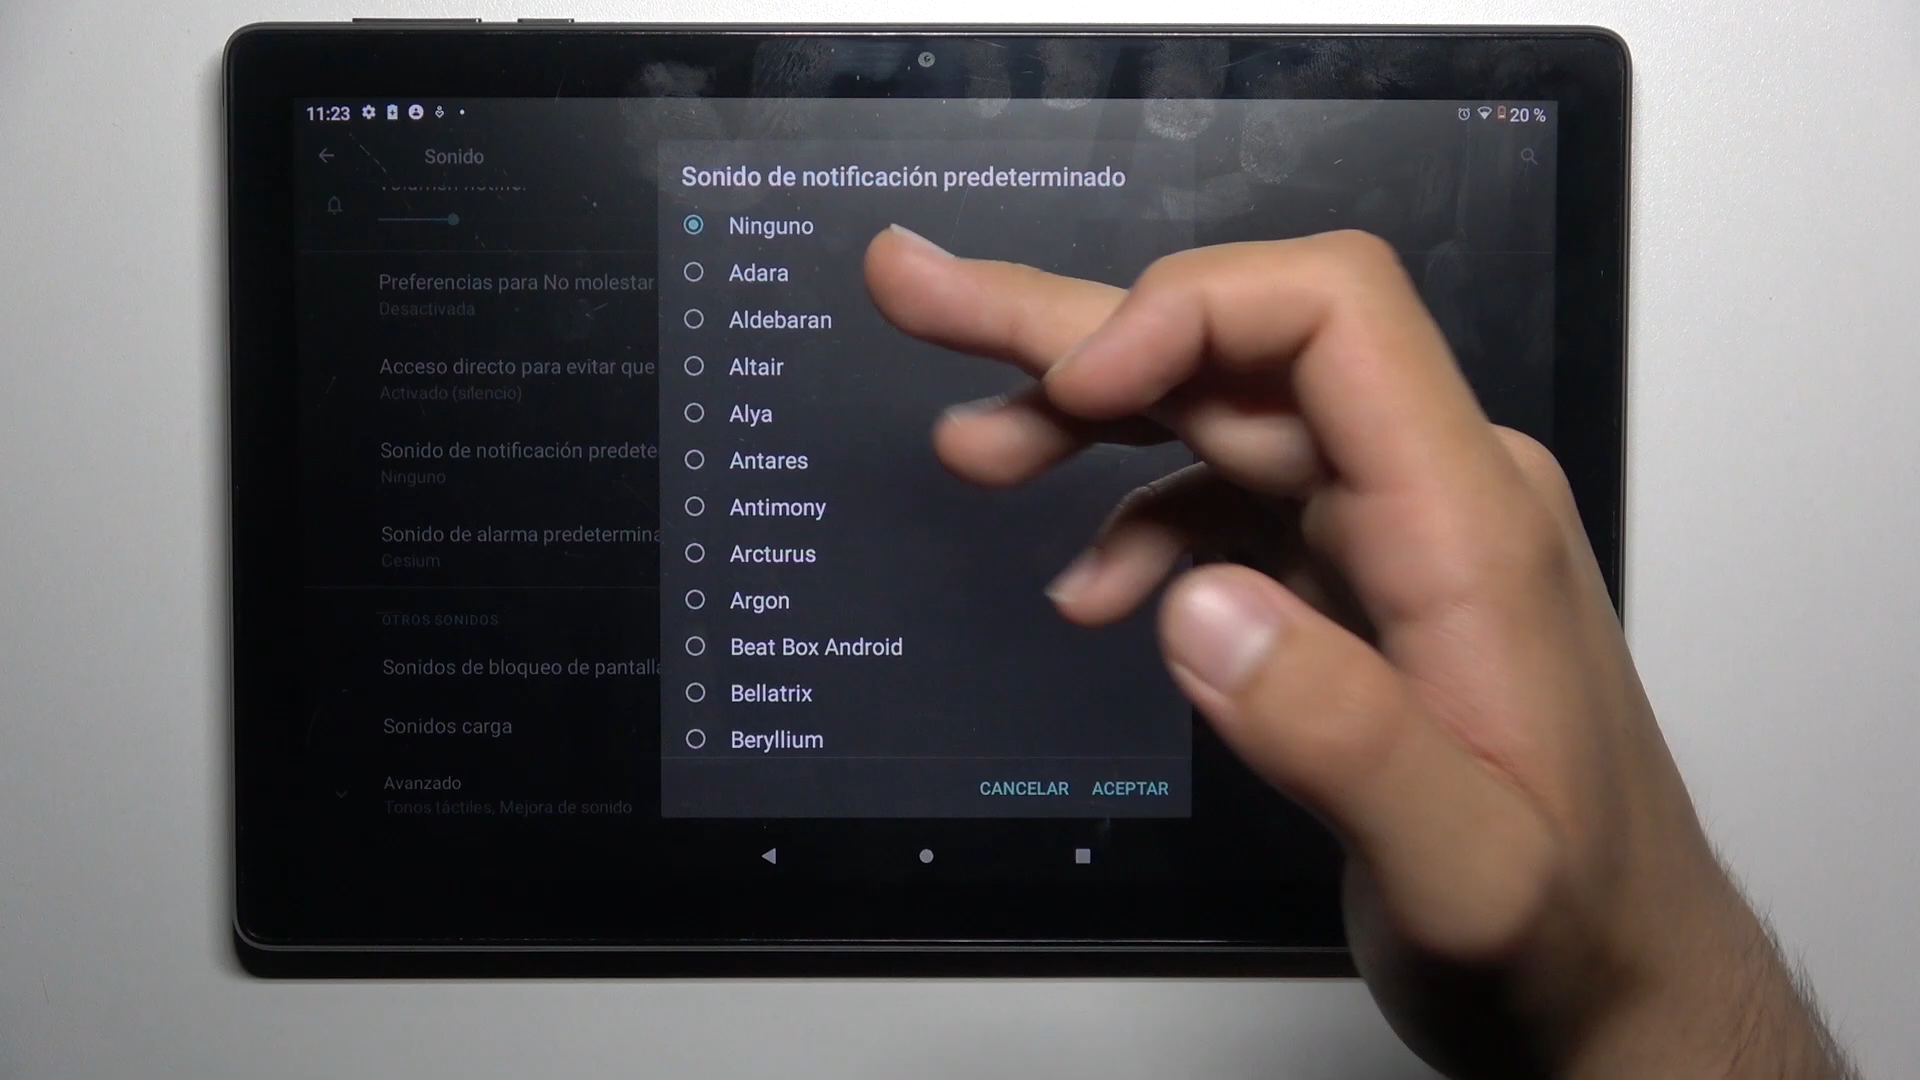 11:23
20 %
Sonido
Sonido de notificación predeterminado
Ninguno
Adara
Aldebaran
Altair
Alya
Antares
Antimony
Arcturus
Argon
Beat Box Android
Bellatrix
Beryllium
CANCELAR ACEPTAR
Preferencias para No molestar
Desactivada
Acceso directo para evitar que
Activado (silencio)
Sonido de notificación predete
Ninguno
Sonido de alarma predetermina
Cesium
OTROS SONIDOS
Sonidos de bloqueo de pantalla
Sonidos carga
Avanzado
Tonos táctiles, Mejora de sonido